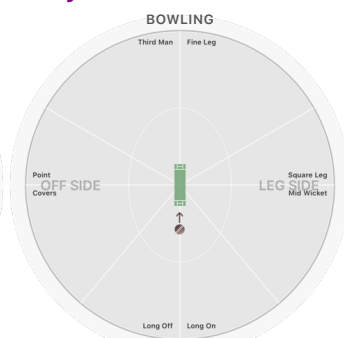 BOWLING
Third Man
Fine Leg
Point
Square Leg
OFF SIDE
LEG SIDE
Covers
Mid Wicket
Long Off
Long On